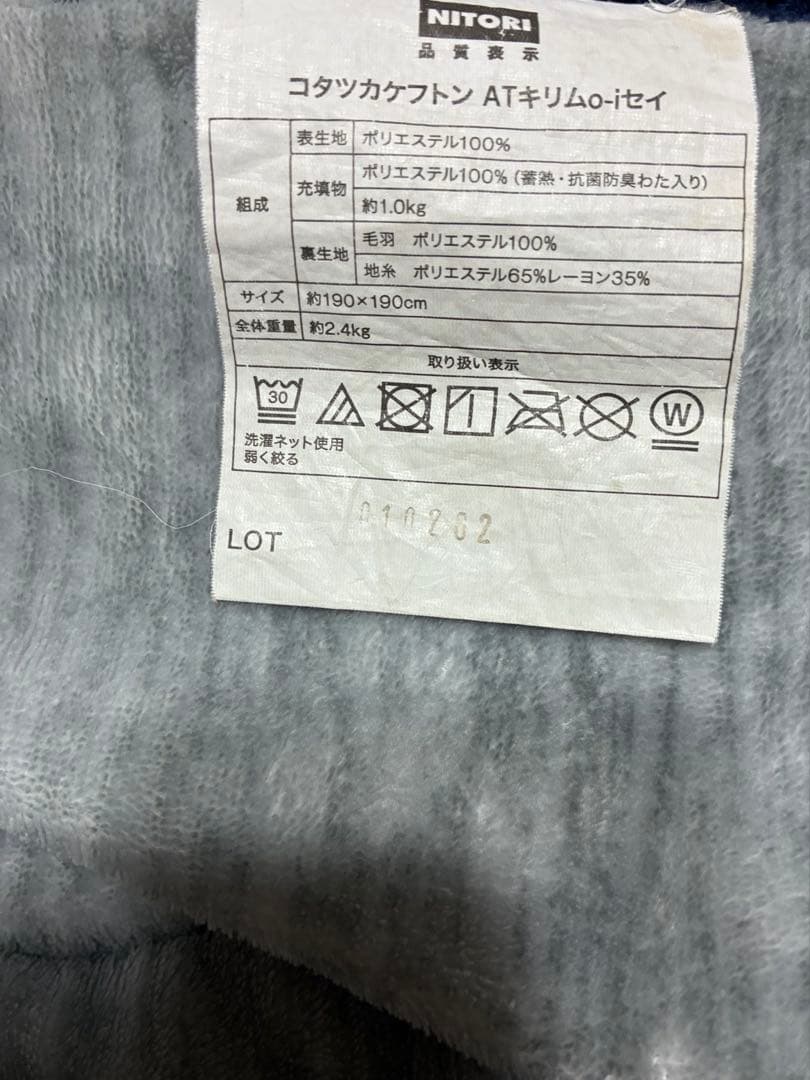 NITORI
品質表示
コタツカケフトン ATキリムo-iセイ
組成
表生地 ポリエステル100%
充填物 ポリエステル100%（蓄熱・抗菌防臭わた入り）
約1.0kg
裏生地 毛羽 ポリエステル100%
地糸 ポリエステル65%レーヨン35%
サイズ 約190×190cm
全体重量 約2.4kg
取り扱い表示
30
W
洗濯ネット使用
弱く絞る
010262
LOT